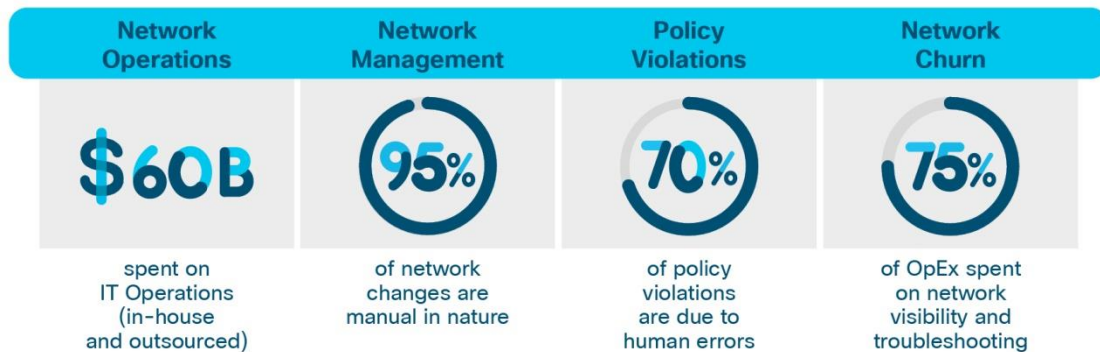 Network
Operations
Network
Management
Policy
Violations
Network
Churn
$60B
95%
70%
75%
spent on
IT Operations
(in-house
and outsourced)
of network
changes are
manual in nature
of policy
violations
are due to
human errors
of OpEx spent
on network
visibility and
troubleshooting